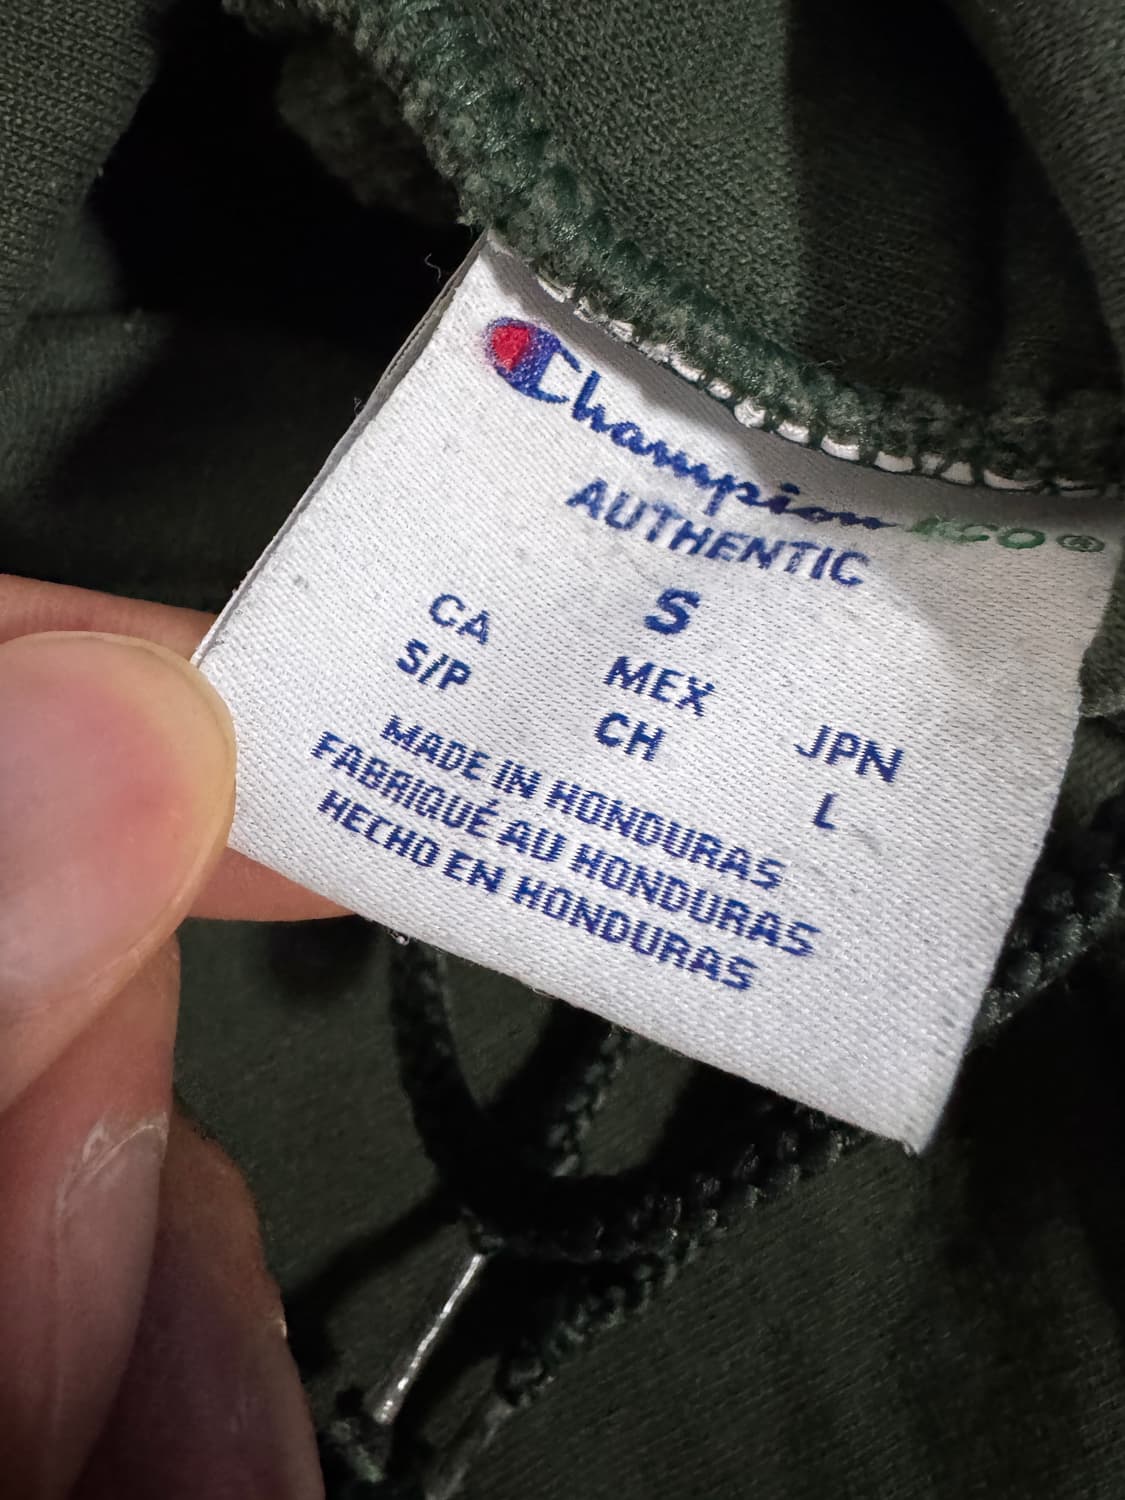 Champion ECO®
AUTHENTIC
S
CA MEX JPN
S/P CH L
MADE IN HONDURAS
FABRIQUÉ AU HONDURAS
HECHO EN HONDURAS